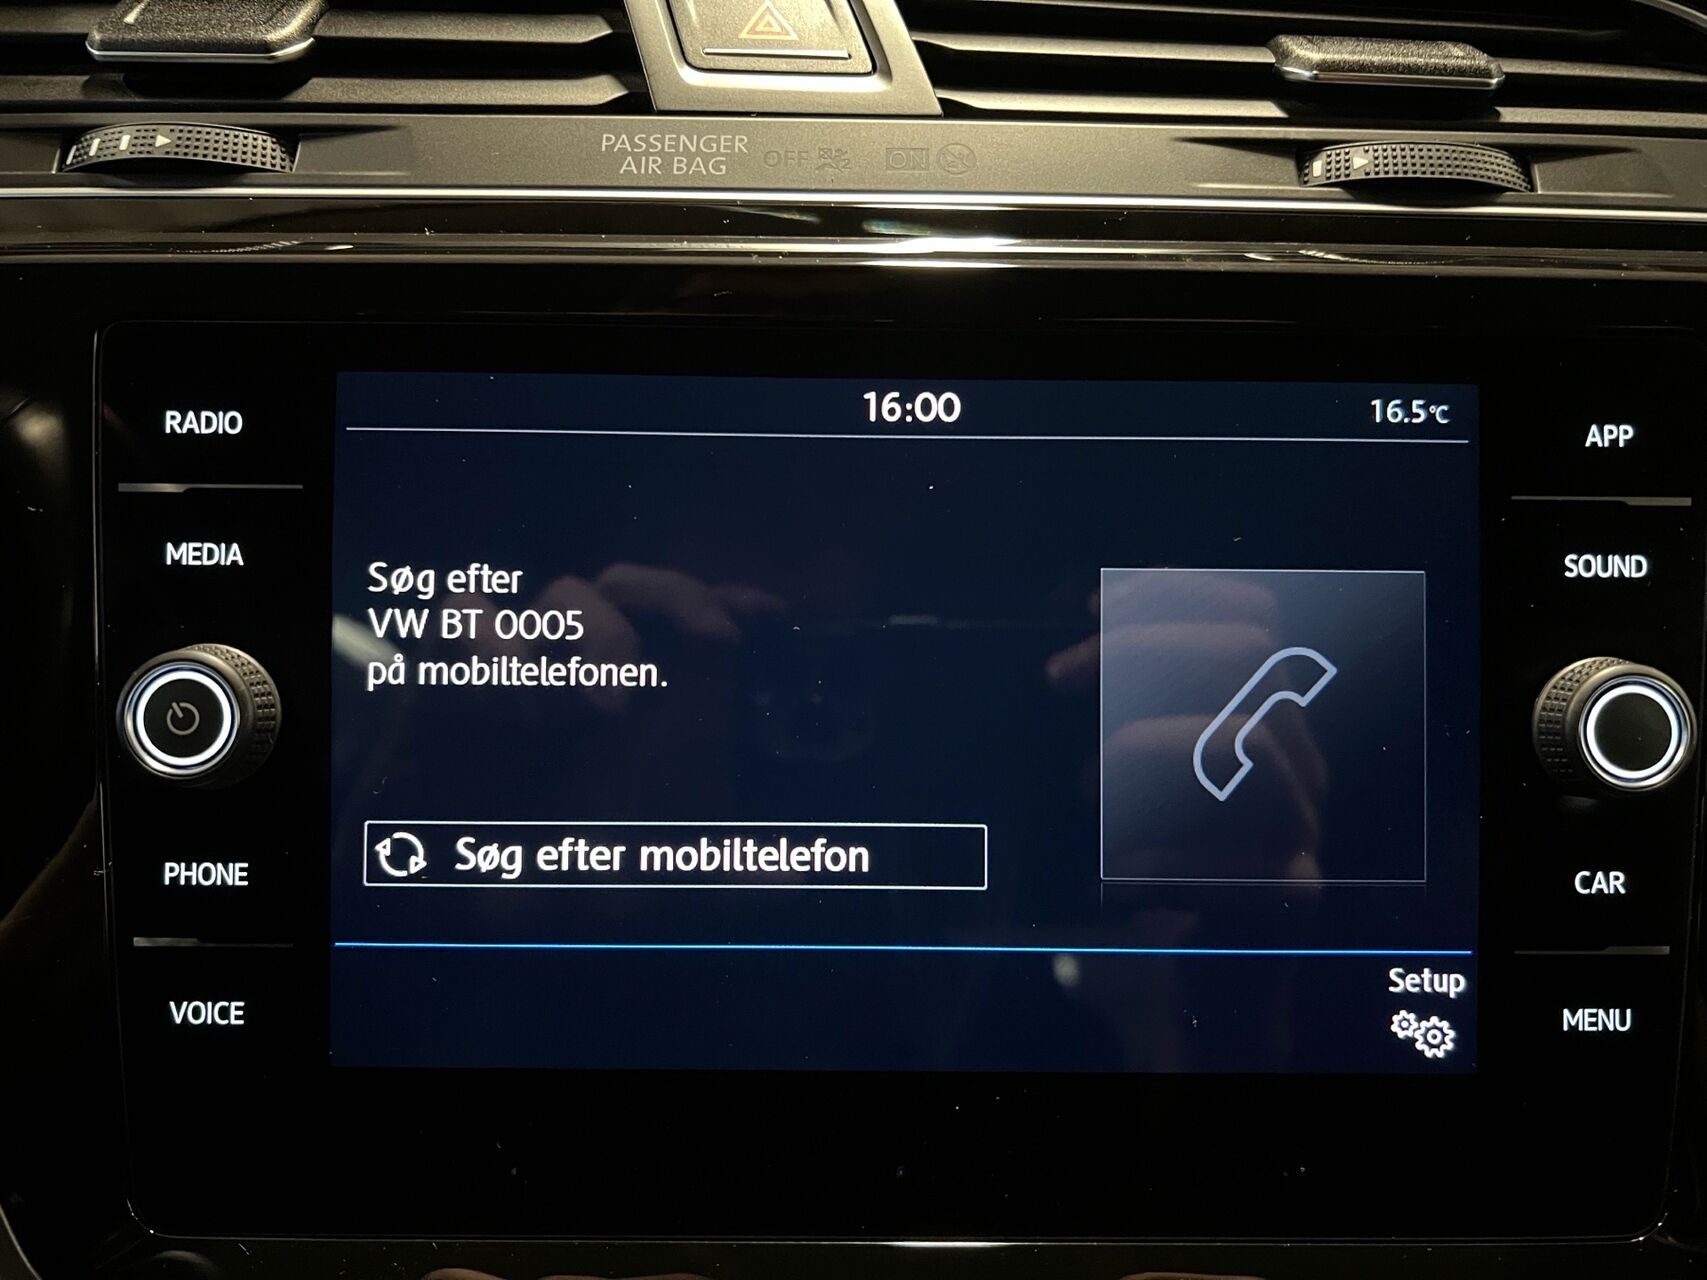 PASSENGER
AIR BAG
OFF
ON
16:00
16.5°C
RADIO
MEDIA
PHONE
VOICE
Søg efter
VW BT 0005
på mobiltelefonen.
Søg efter mobiltelefon
Setup
APP
SOUND
CAR
MENU